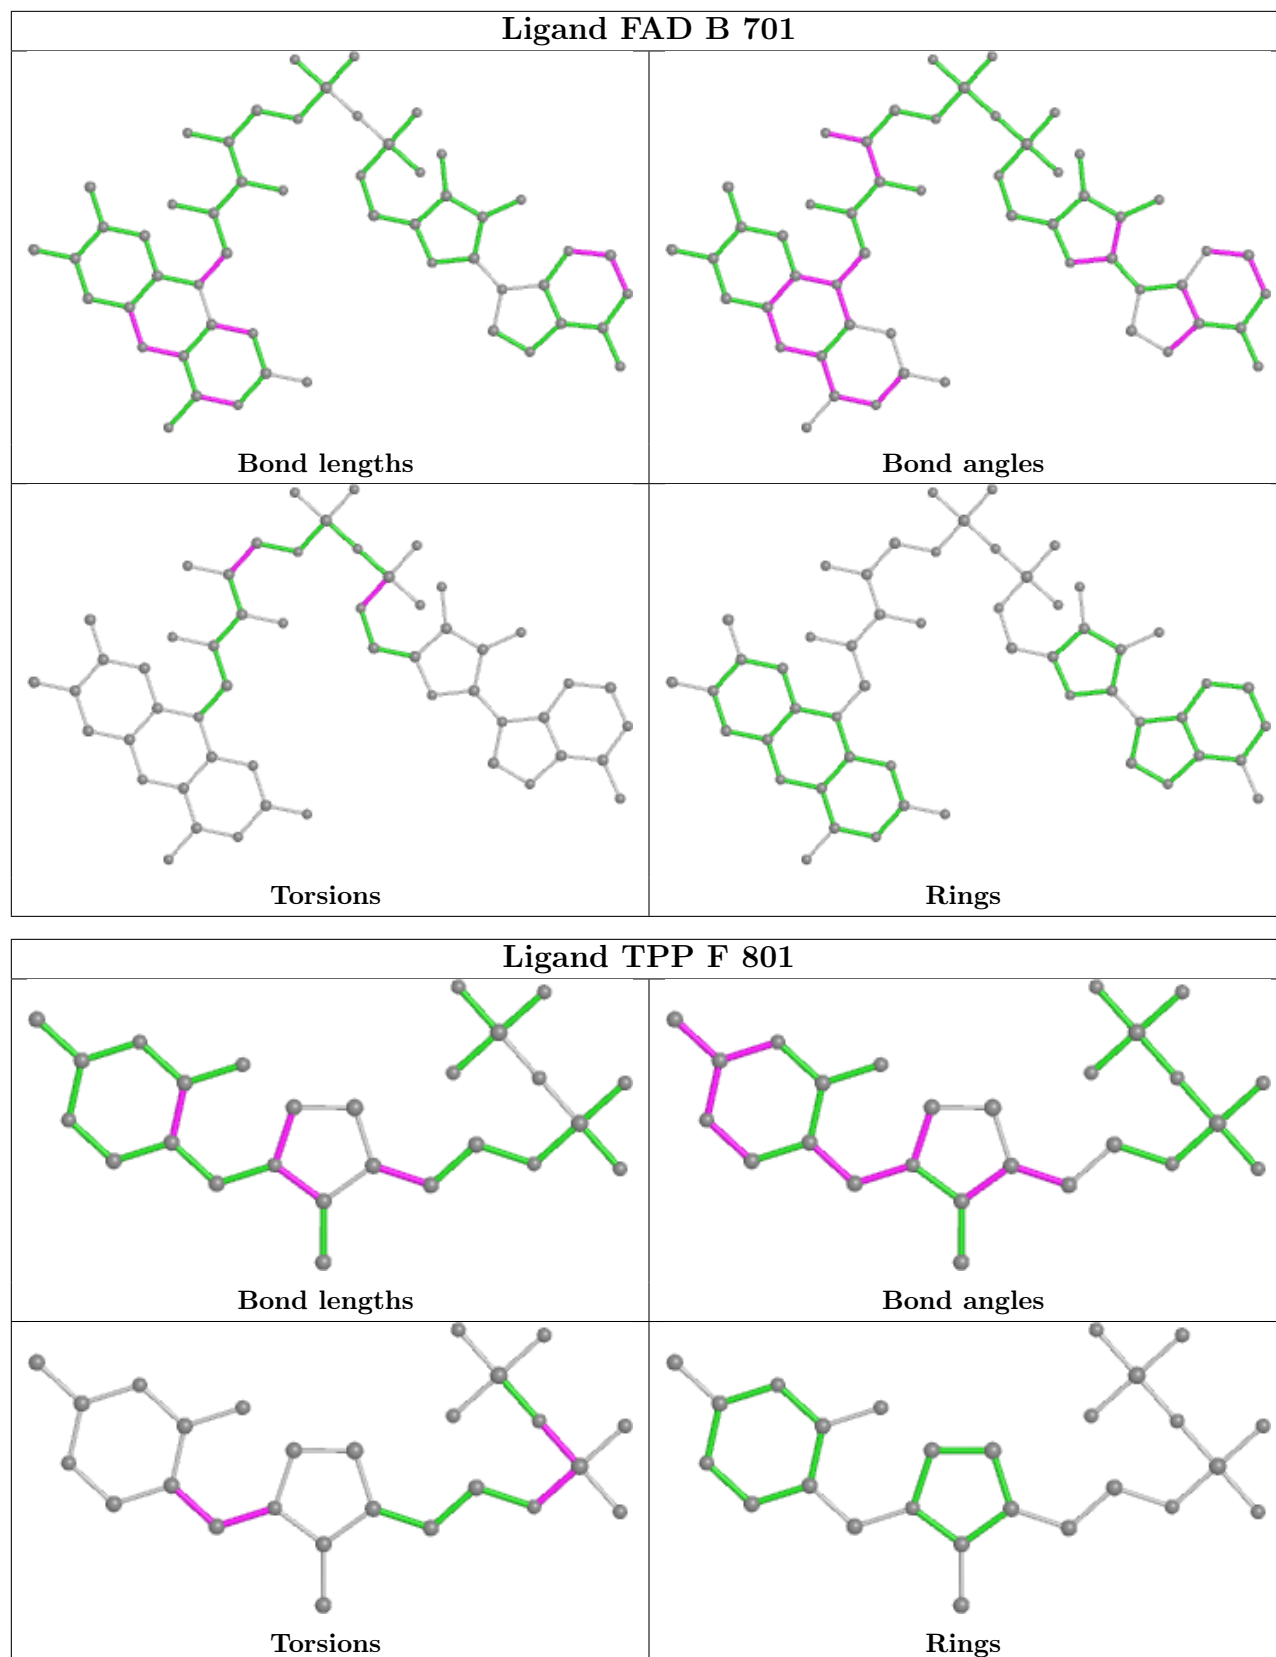 Ligand FAD B 701
Bond lengths
Bond angles
Torsions
Rings
Ligand TPP F 801
Bond lengths
Bond angles
Torsions
Rings